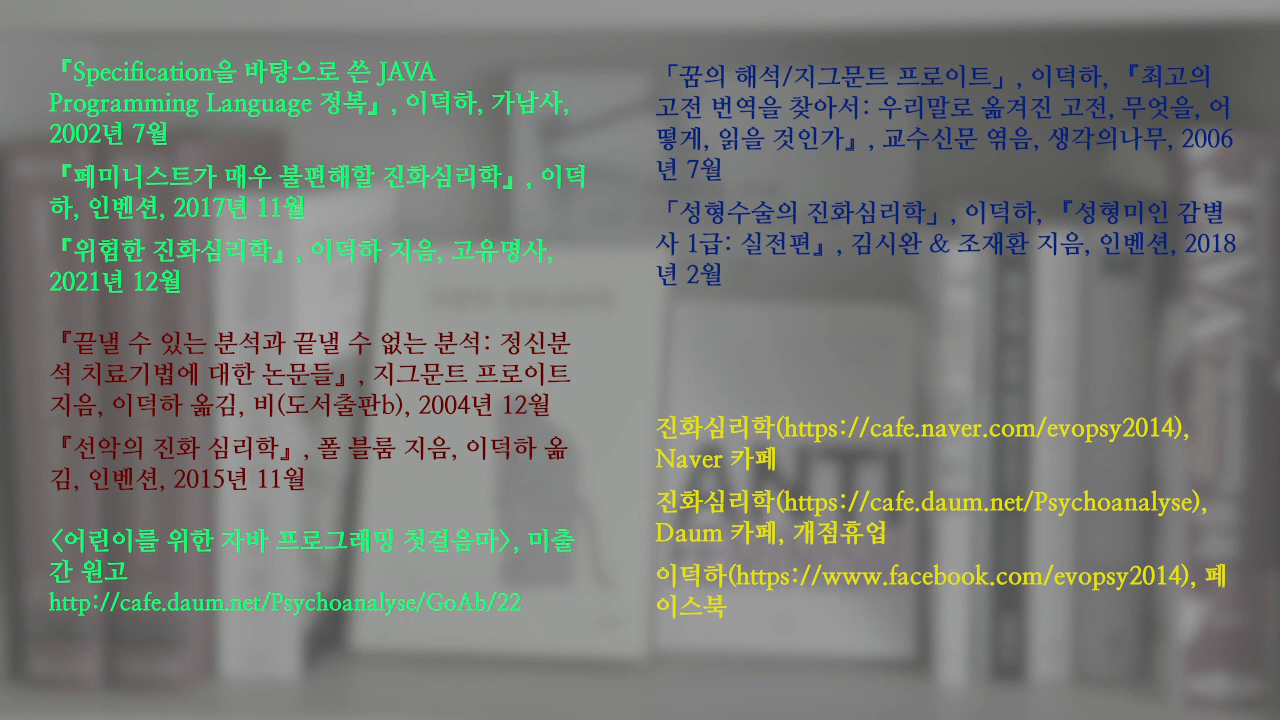 『Specification을 바탕으로 쓴 JAVA
Programming Language 정복』, 이덕하, 가남사,
2002년 7월
『페미니스트가 매우 불편해할 진화심리학』, 이덕
하, 인벤션, 2017년 11월
『위험한 진화심리학』, 이덕하 지음, 고유명사,
2021년 12월
『끝낼 수 있는 분석과 끝낼 수 없는 분석: 정신분
석 치료기법에 대한 논문들』, 지그문트 프로이트
지음, 이덕하 옮김, 비(도서출판b), 2004년 12월
『선악의 진화 심리학』, 폴 블룸 지음, 이덕하 옮
김, 인벤션, 2015년 11월
<어린이를 위한 자바 프로그래밍 첫걸음마>, 미출
간 원고
http://cafe.daum.net/Psychoanalyse/GoAb/22
「꿈의 해석/지그문트 프로이트」, 이덕하, 『최고의
고전 번역을 찾아서: 우리말로 옮겨진 고전, 무엇을, 어
떻게, 읽을 것인가』, 교수신문 엮음, 생각의나무, 2006
년 7월
「성형수술의 진화심리학」, 이덕하, 『성형미인 감별
사 1급: 실전편』, 김시완 & 조재환 지음, 인벤션, 2018
년 2월
진화심리학(https://cafe.naver.com/evopsy2014),
Naver 카페
진화심리학(https://cafe.daum.net/Psychoanalyse),
Daum 카페, 개점휴업
이덕하(https://www.facebook.com/evopsy2014), 페
이스북